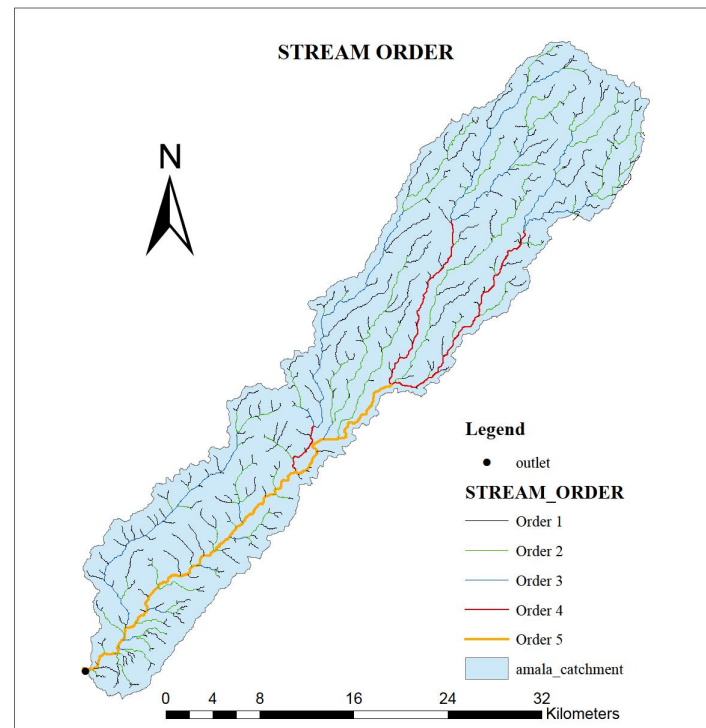 STREAM ORDER
N
Legend
outlet
STREAM_ORDER
Order 1
Order 2
Order 3
Order 4
Order 5
amala_catchment
0 4 8 16 24 32
Kilometers